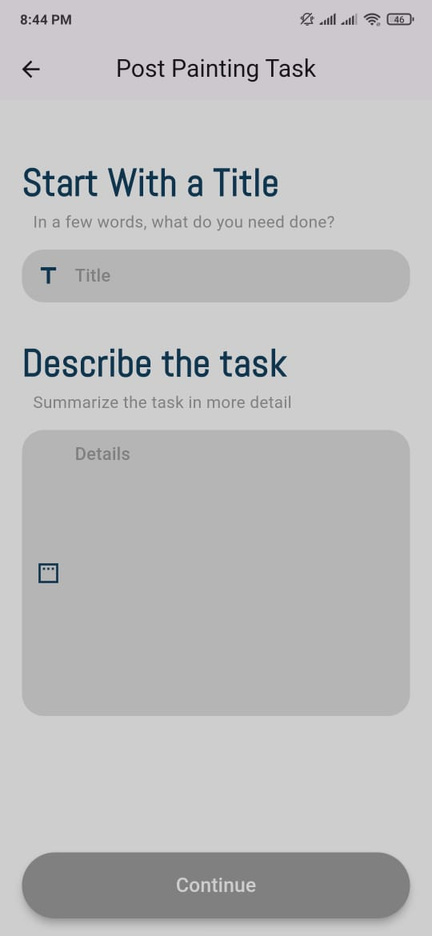 8:44 PM
46
Post Painting Task
Start With a Title
In a few words, what do you need done?
T Title
Describe the task
Summarize the task in more detail
Details
Continue